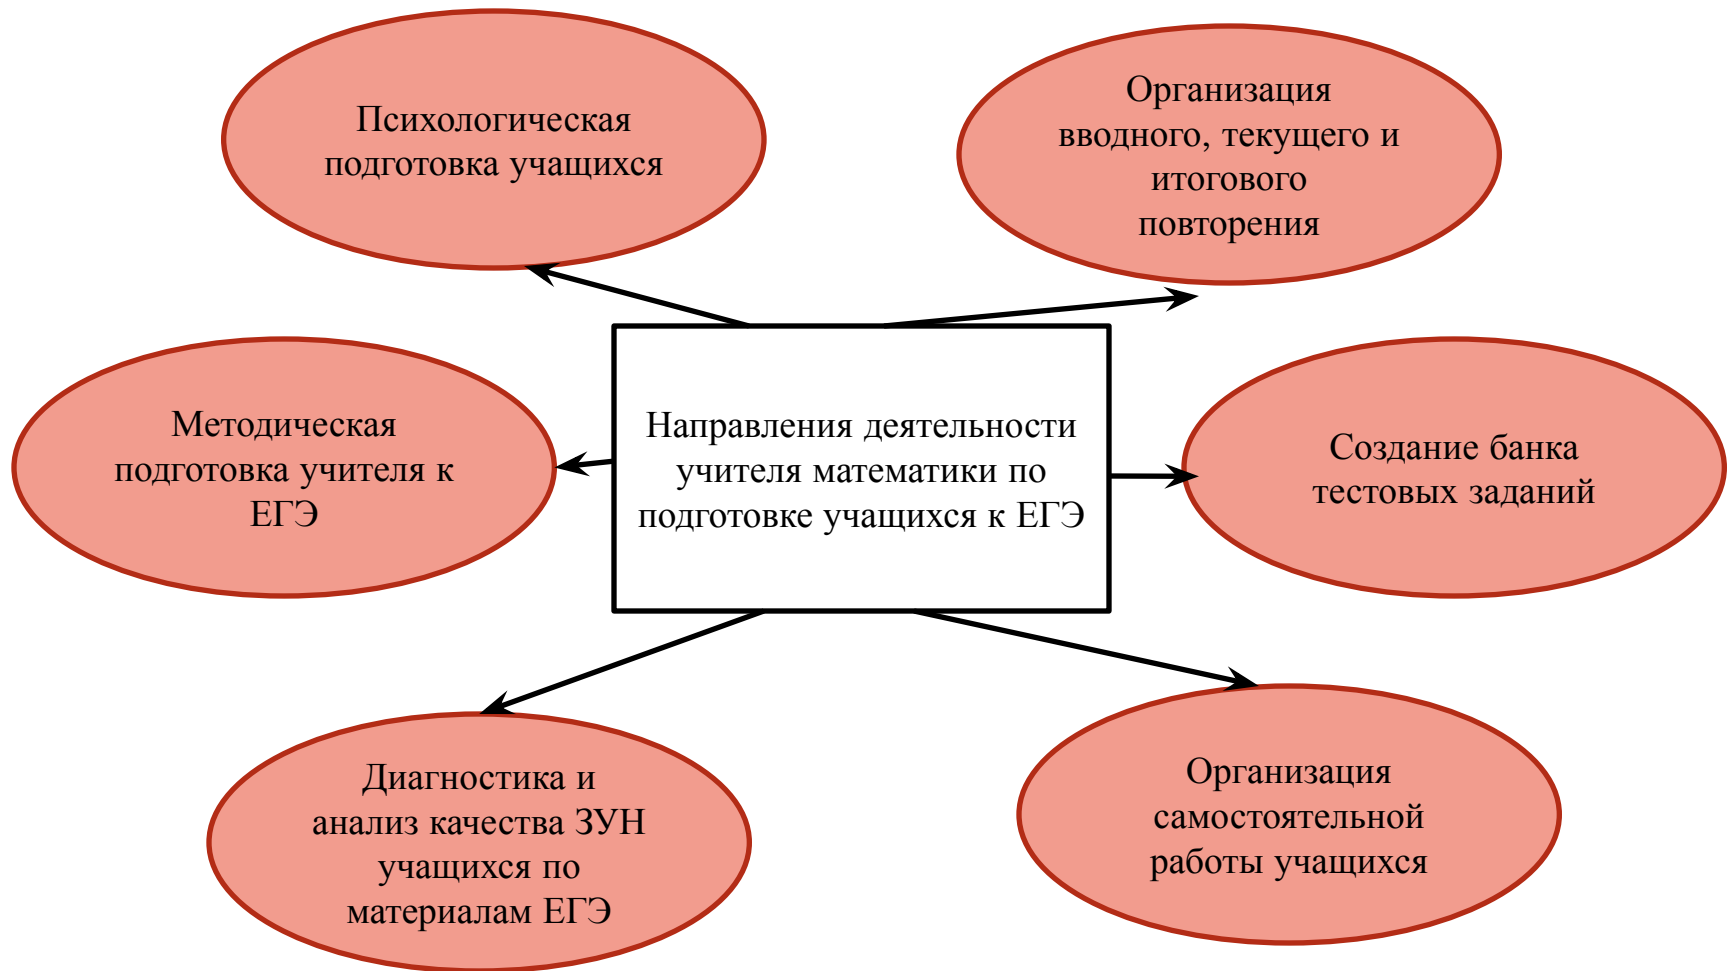 Психологическая
подготовка учащихся
Организация
вводного, текущего и
итогового
повторения
Методическая
подготовка учителя к
ЕГЭ
Направления деятельности
учителя математики по
подготовке учащихся к ЕГЭ
Создание банка
тестовых заданий
Диагностика и
анализ качества ЗУН
учащихся по
материалам ЕГЭ
Организация
самостоятельной
работы учащихся